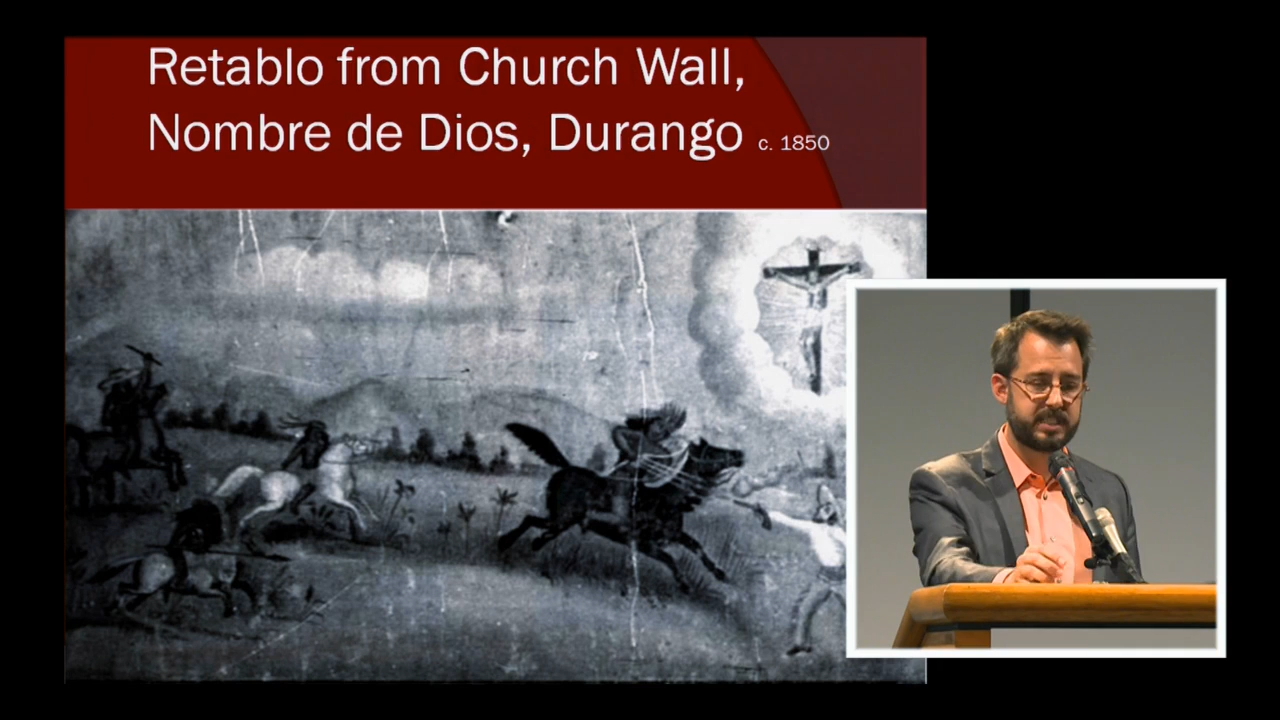 Retablo from Church Wall,
Nombre de Dios, Durango c. 1850